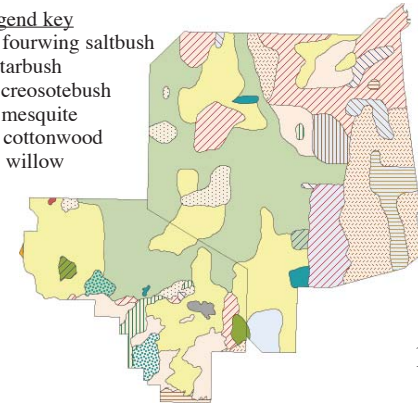 gend key
fourwing saltbush
tarbush
creosotebush
mesquite
cottonwood
willow